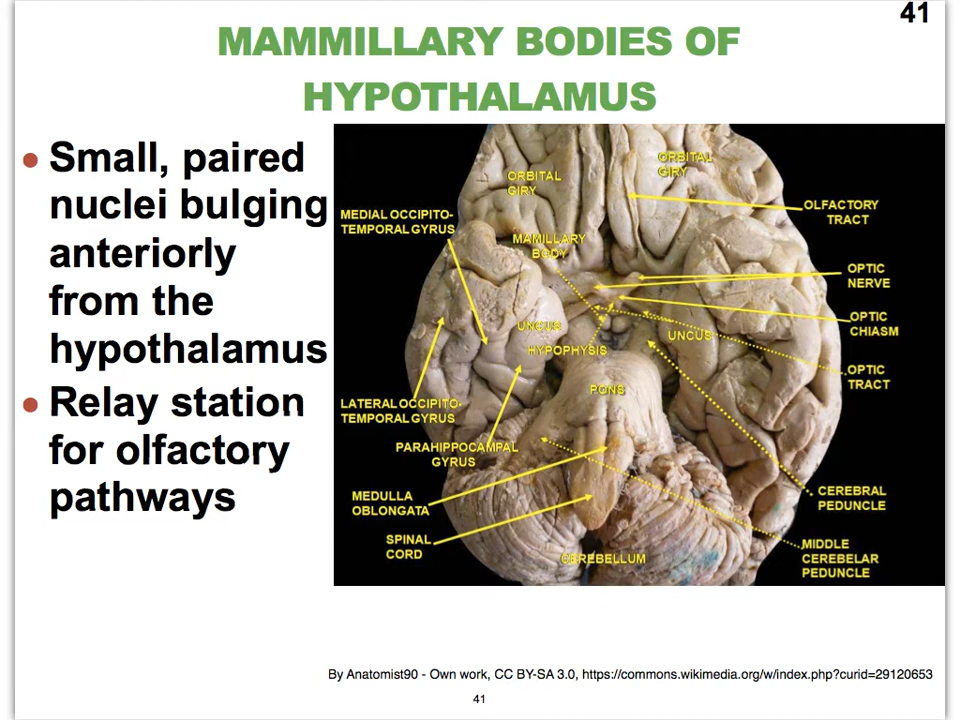 41
MAMMILLARY BODIES OF
HYPOTHALAMUS
• Small, paired
nuclei bulging
anteriorly
from the
hypothalamus
• Relay station
for olfactory
pathways
ORBITAL
GIRY
ORBITAL
GIRY
MEDIAL OCCIPITO-
TEMPORAL GYRUS
OLFACTORY
TRACT
MAMILLARY
BODY
OPTIC
NERVE
OPTIC
CHIASM
UNCUS
UNCUS
HYPOPHYSIS
OPTIC
TRACT
PONS
LATERAL OCCIPITO-
TEMPORAL GYRUS
PARAHIPPOCAMPAL
GYRUS
MEDULLA
OBLONGATA
CEREBRAL
PEDUNCLE
SPINAL
CORD
MIDDLE
CEREBELAR
PEDUNCLE
CEREBELLUM
By Anatomist90 - Own work, CC BY-SA 3.0, https://commons.wikimedia.org/w/index.php?curid=29120653
41